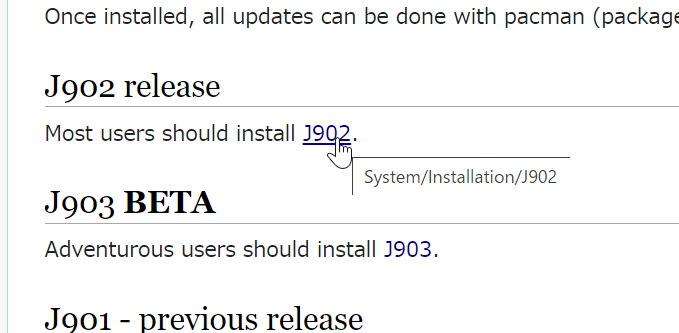 Once installed, all updates can be done with pacman (package
J902 release
Most users should install J902.
System/Installation/J902
J903 BETA
Adventurous users should install J903.
J901 - previous release